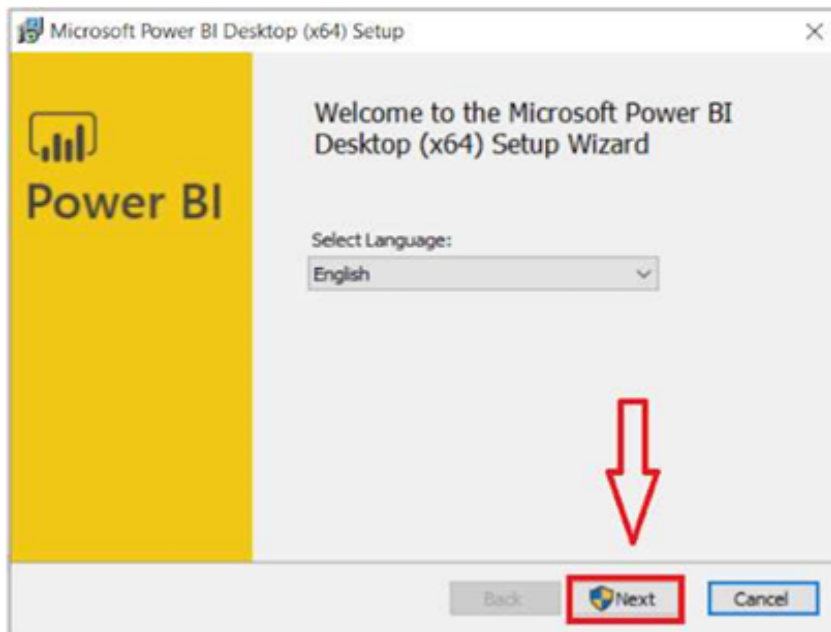 Microsoft Power BI Desktop (x64) Setup
Power BI
Welcome to the Microsoft Power BI
Desktop (x64) Setup Wizard
Select Language:
English
Back
Next
Cancel